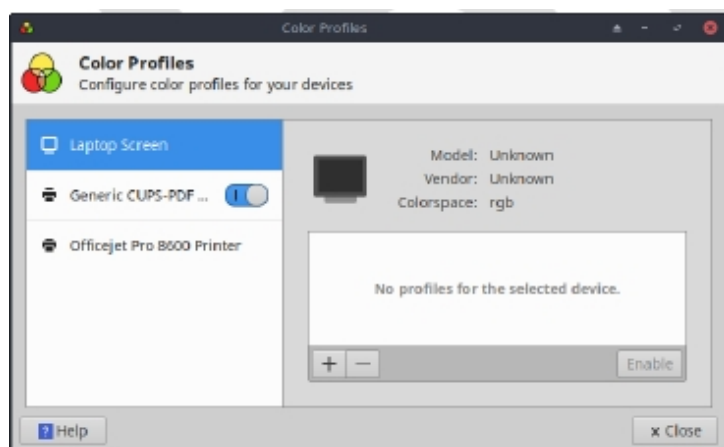 Color Profiles
Color Profiles
Configure color profiles for your devices
Laptop Screen
Generic CUPS-PDF ...
Officejet Pro 8600 Printer
Model: Unknown
Vendor: Unknown
Colorspace: rgb
No profiles for the selected device.
+ −
Enable
? Help
x Close